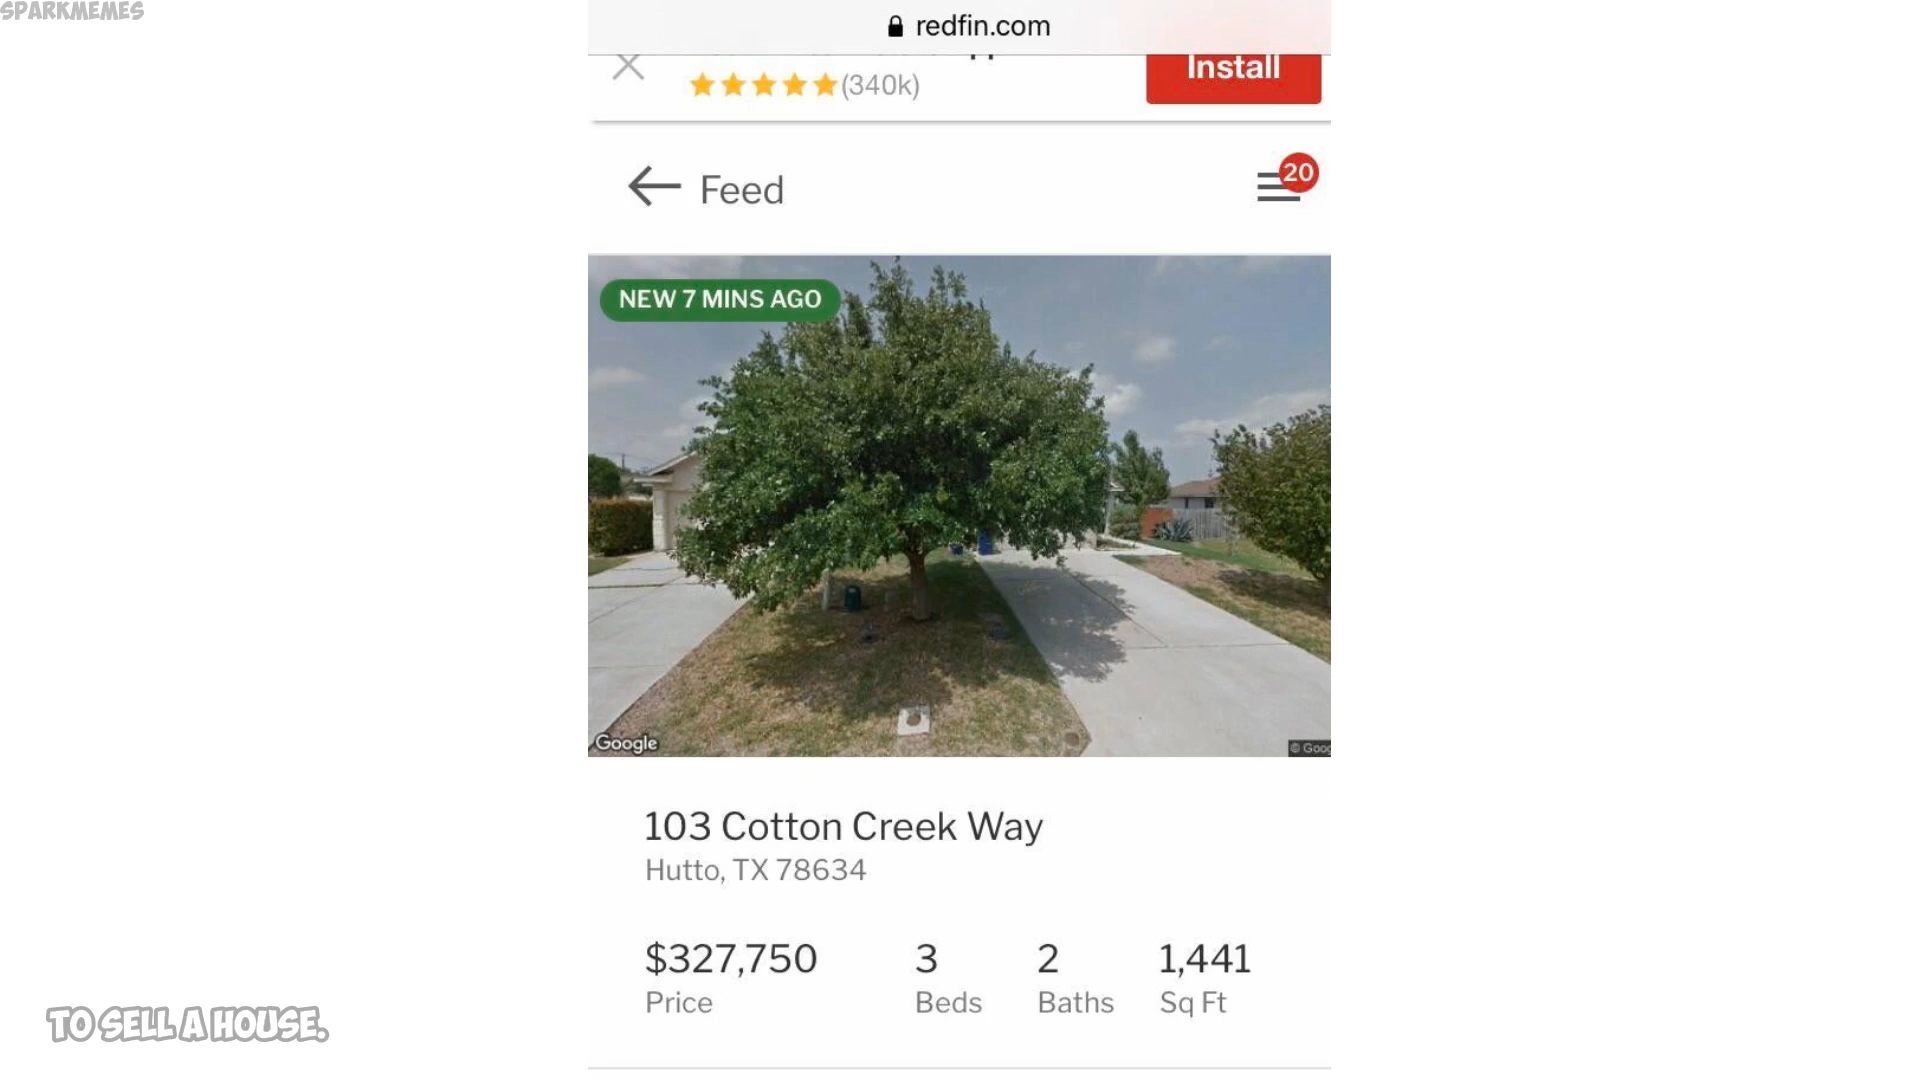 SPARKMEMES
redfin.com
(340k)
Install
Feed
20
NEW 7 MINS AGO
Google
© Goog
103 Cotton Creek Way
Hutto, TX 78634
$327,750 3 2 1,441
Price Beds Baths Sq Ft
TO SELL A HOUSE.